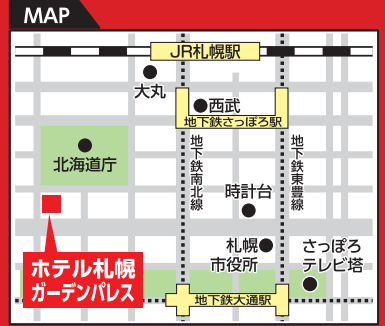 MAP
JR札幌駅
大丸
西武
地下鉄さっぽろ駅
北海道庁
地下鉄南北線
地下鉄東豊線
時計台
札幌
市役所
さっぽろ
テレビ塔
ホテル札幌
ガーデンパレス
地下鉄大通駅